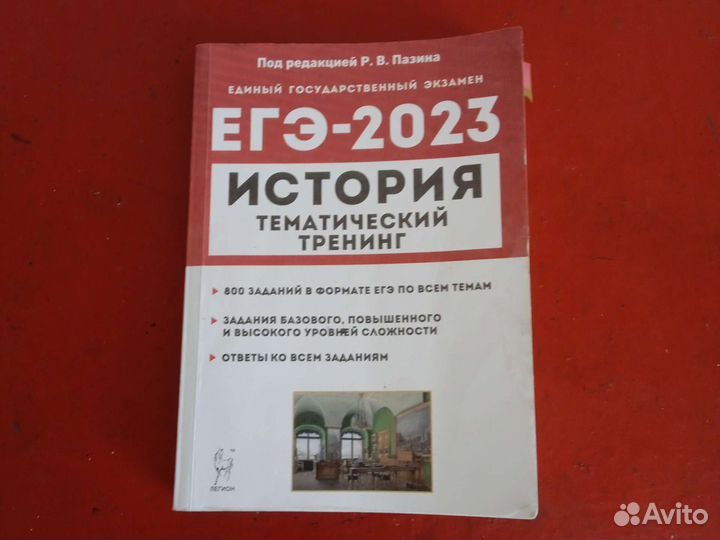 Под редакцией Р. В. Пазина
ЕДИНЫЙ ГОСУДАРСТВЕННЫЙ ЭКЗАМЕН
ЕГЭ-2023
ИСТОРИЯ
ТЕМАТИЧЕСКИЙ
ТРЕНИНГ
800 ЗАДАНИЙ В ФОРМАТЕ ЕГЭ ПО ВСЕМ ТЕМАМ
ЗАДАНИЯ БАЗОВОГО, ПОВЫШЕННОГО
И ВЫСОКОГО УРОВНЕЙ СЛОЖНОСТИ
ОТВЕТЫ КО ВСЕМ ЗАДАНИЯМ
ЛЕГИОН
Avito